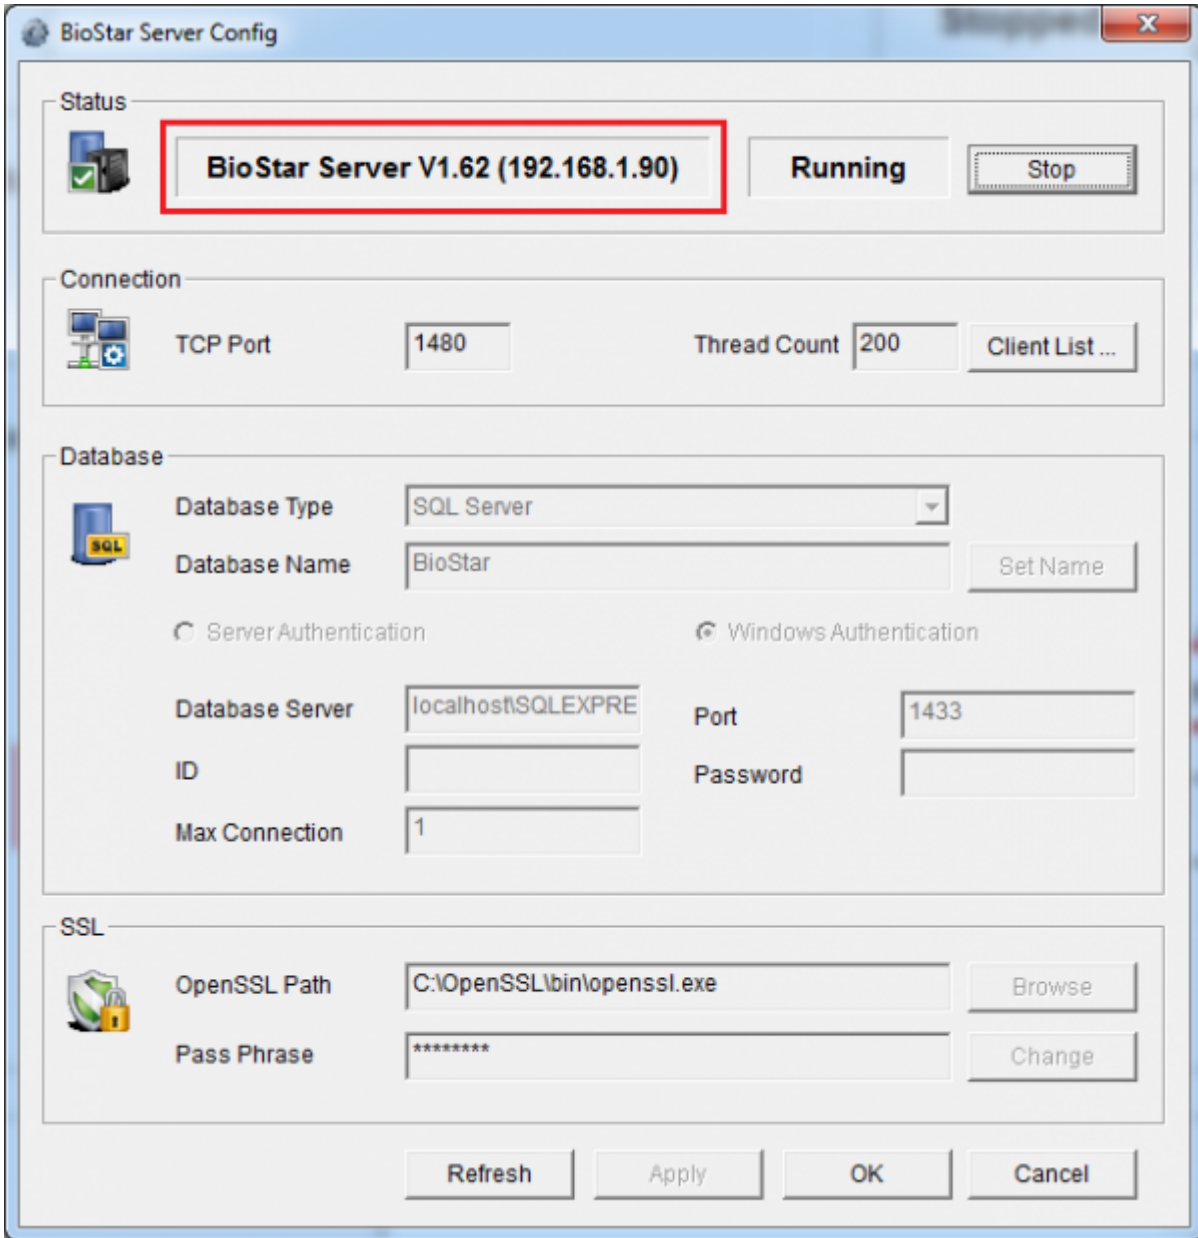 BioStar Server Config
Stopped
Status
BioStar Server V1.62 (192.168.1.90) Running Stop
Connection
TCP Port 1480 Thread Count 200 Client List ...
Database
Database Type SQL Server
SQL
Database Name BioStar Set Name
Server Authentication Windows Authentication
Database Server localhost\SQLEXPRE Port 1433
ID Password
Max Connection 1
SSL
OpenSSL Path C:\OpenSSL\bin\openssl.exe Browse
Pass Phrase ******** Change
Refresh Apply OK Cancel